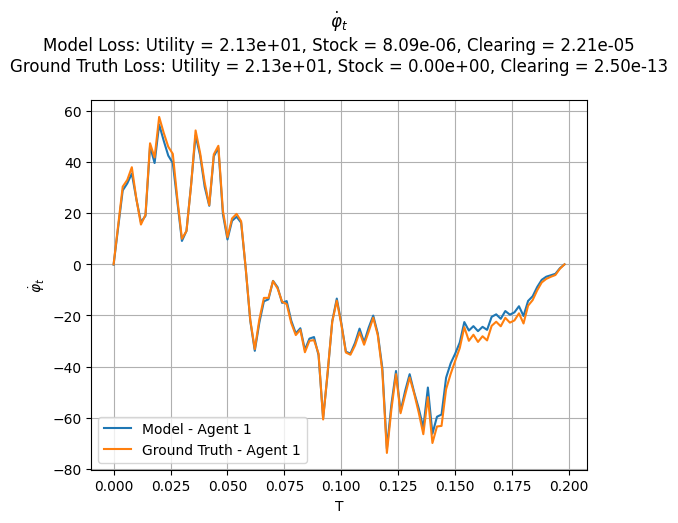 φ̇_t
Model Loss: Utility = 2.13e+01, Stock = 8.09e-06, Clearing = 2.21e-05
Ground Truth Loss: Utility = 2.13e+01, Stock = 0.00e+00, Clearing = 2.50e-13
60
40
20
0
−20
−40
−60
−80
φ̇_t
Model - Agent 1
Ground Truth - Agent 1
0.000 0.025 0.050 0.075 0.100 0.125 0.150 0.175 0.200
T